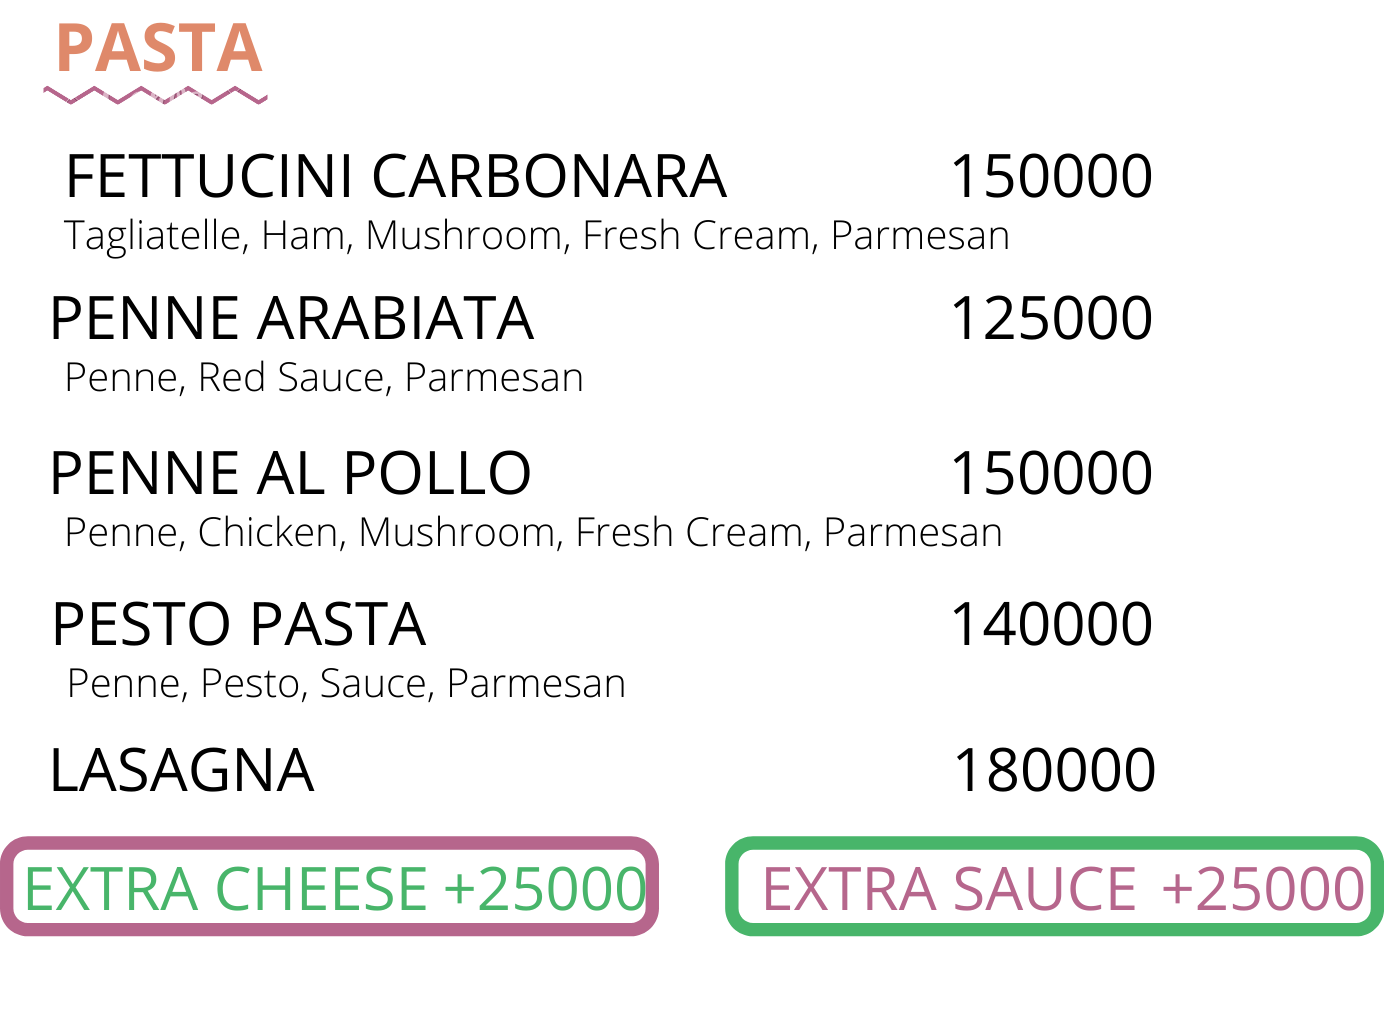 PASTA
FETTUCINI CARBONARA 150000
Tagliatelle, Ham, Mushroom, Fresh Cream, Parmesan
PENNE ARABIATA 125000
Penne, Red Sauce, Parmesan
PENNE AL POLLO 150000
Penne, Chicken, Mushroom, Fresh Cream, Parmesan
PESTO PASTA 140000
Penne, Pesto, Sauce, Parmesan
LASAGNA 180000
EXTRA CHEESE +25000 EXTRA SAUCE +25000